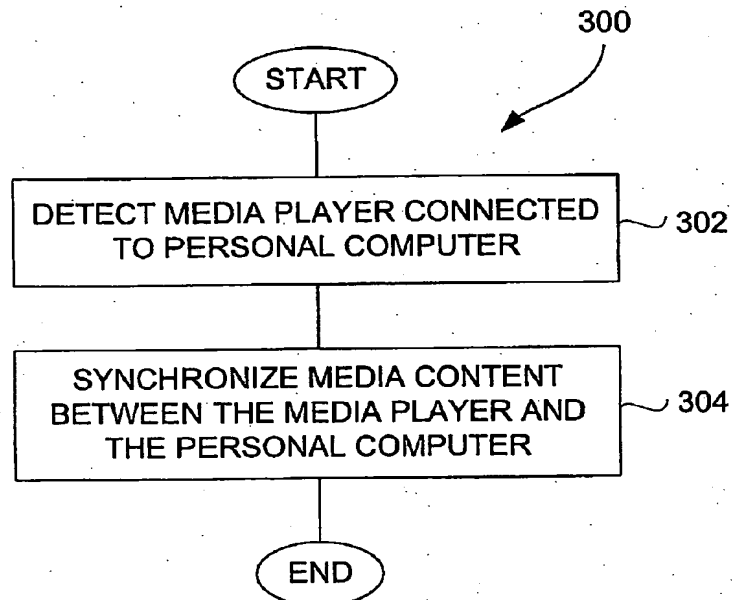 300
START
DETECT MEDIA PLAYER CONNECTED
TO PERSONAL COMPUTER
302
SYNCHRONIZE MEDIA CONTENT
BETWEEN THE MEDIA PLAYER AND
THE PERSONAL COMPUTER
304
END